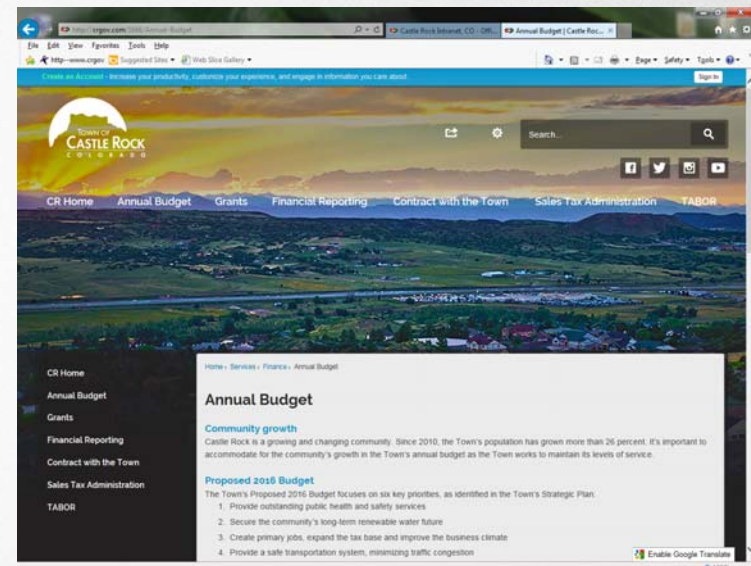 http://crgov.com/2046/Annual-Budget
Castle Rock Intranet, CO - Offi...
Annual Budget | Castle Roc...
File Edit View Favorites Tools Help
http--www.crgov
Suggested Sites
Web Slice Gallery
Page Safety Tools
Create an Account - Increase your productivity, customize your experience, and engage in information you care about.
Sign In
TOWN OF
CASTLE ROCK
COLORADO
Search...
CR Home Annual Budget Grants Financial Reporting Contract with the Town Sales Tax Administration TABOR
CR Home
Annual Budget
Grants
Financial Reporting
Contract with the Town
Sales Tax Administration
TABOR
Home › Services › Finance › Annual Budget
Annual Budget
Community growth
Castle Rock is a growing and changing community. Since 2010, the Town's population has grown more than 26 percent. It's important to
accommodate for the community's growth in the Town's annual budget as the Town works to maintain its levels of service.
Proposed 2016 Budget
The Town's Proposed 2016 Budget focuses on six key priorities, as identified in the Town's Strategic Plan.
1. Provide outstanding public health and safety services
2. Secure the community's long-term renewable water future
3. Create primary jobs, expand the tax base and improve the business climate
4. Provide a safe transportation system, minimizing traffic congestion
Enable Google Translate